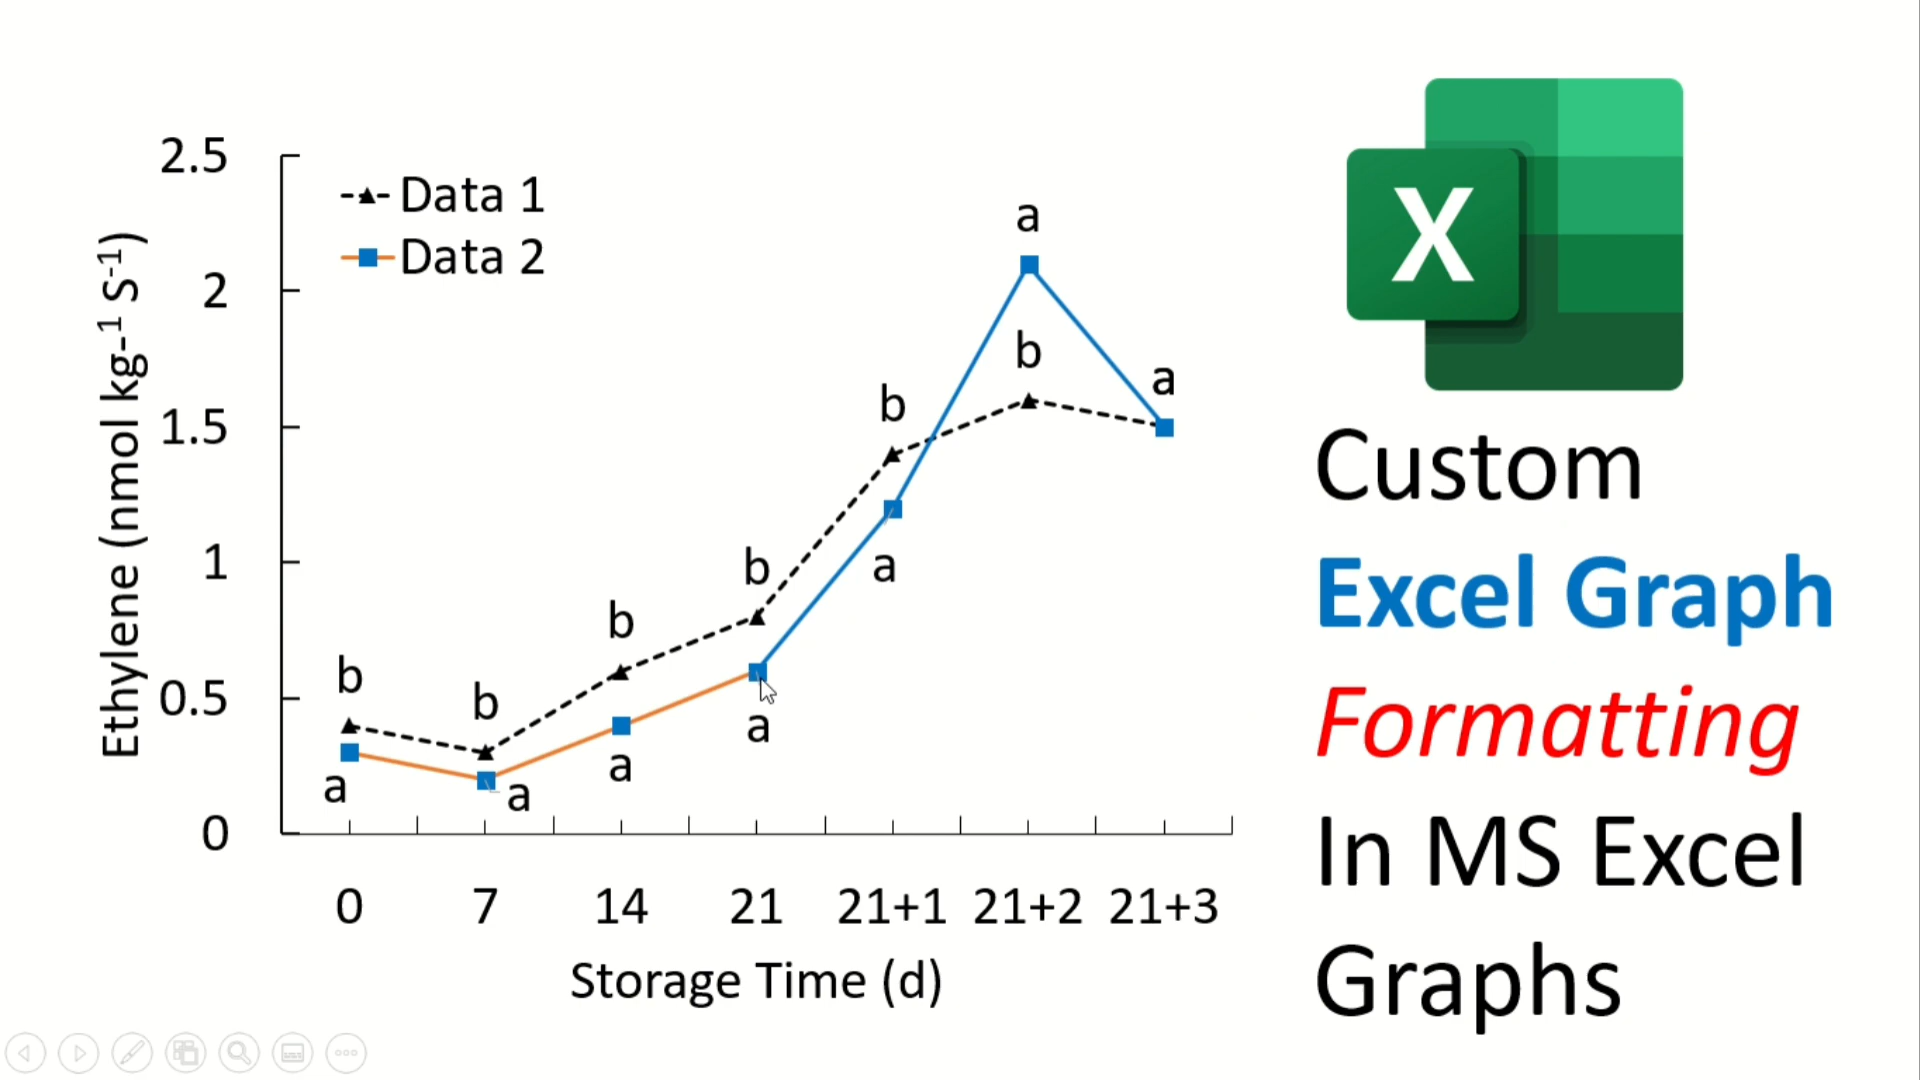 2.5
2
1.5
1
0.5
0
Ethylene (nmol kg-1 S-1)
Data 1
Data 2
b
b
b
b
b
b
a
a
a
a
a
a
a
0
7
14
21
21+1
21+2
21+3
Storage Time (d)
X
Custom
Excel Graph
Formatting
In MS Excel
Graphs